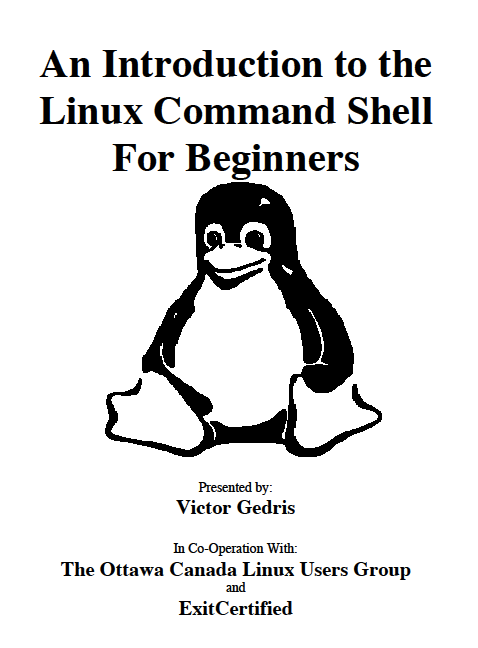 An Introduction to the
Linux Command Shell
For Beginners
Presented by:
Victor Gedris
In Co-Operation With:
The Ottawa Canada Linux Users Group
and
ExitCertified